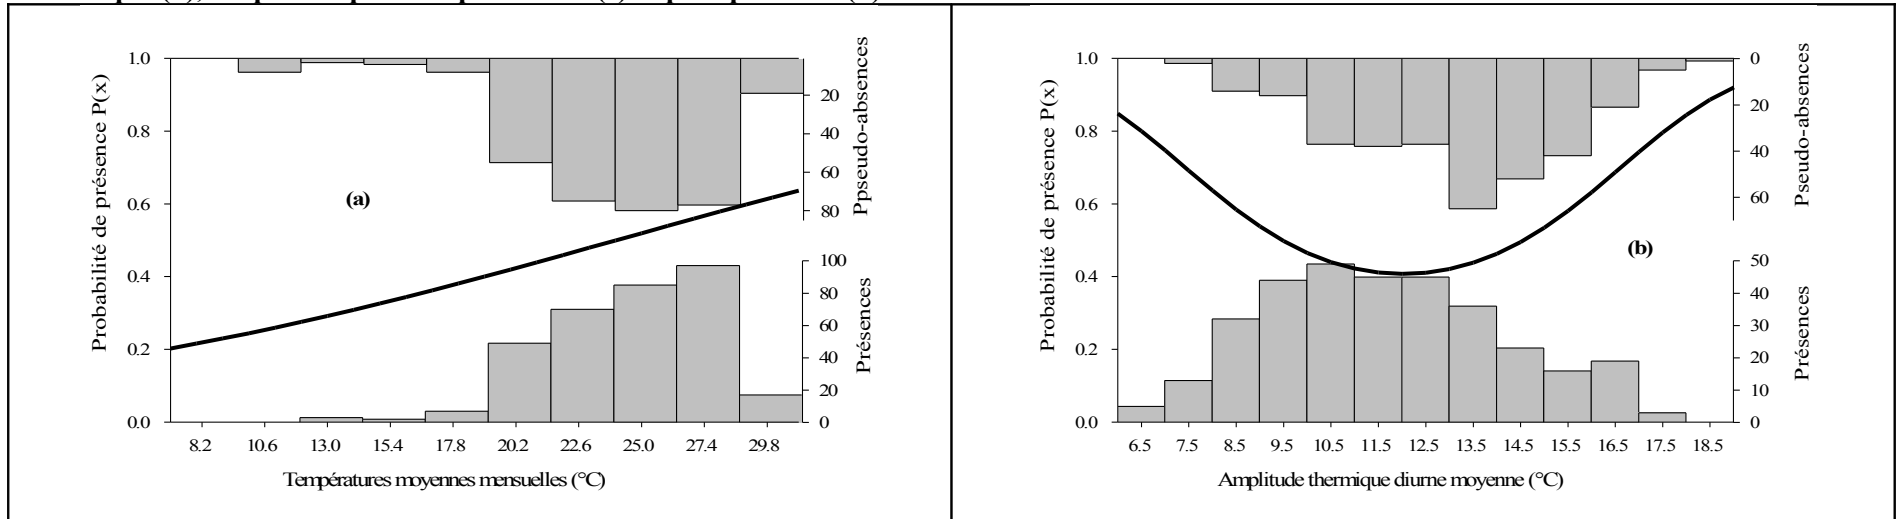 Probabilité de présence P(x)
1.0
0.8
0.6
0.4
0.2
0.0
(a)
20
40
60
80
Ppseudo-absences
100
80
60
40
20
0
Présences
8.2 10.6 13.0 15.4 17.8 20.2 22.6 25.0 27.4 29.8
Températures moyennes mensuelles (°C)
Probabilité de présence P(x)
1.0
0.8
0.6
0.4
0.2
0.0
(b)
0
20
40
60
Pseudo-absences
50
40
30
20
10
0
Présences
6.5 7.5 8.5 9.5 10.5 11.5 12.5 13.5 14.5 15.5 16.5 17.5 18.5
Amplitude thermique diurne moyenne (°C)